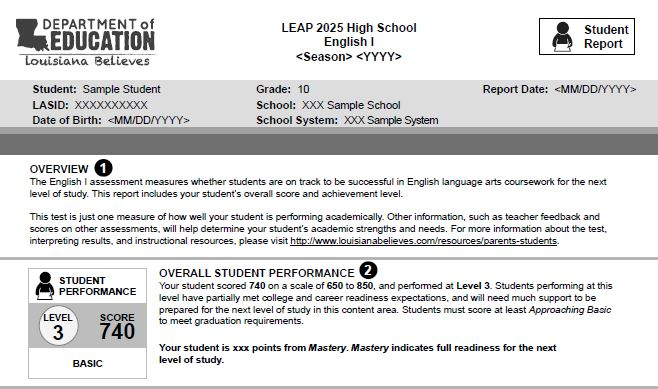 DEPARTMENT of
EDUCATION
Louisiana Believes
LEAP 2025 High School
English I
<Season> <YYYY>
Student
Report
Student: Sample Student
Grade: 10
Report Date: <MM/DD/YYYY>
LASID: XXXXXXXXXX
School: XXX Sample School
Date of Birth: <MM/DD/YYYY>
School System: XXX Sample System
OVERVIEW 1
The English I assessment measures whether students are on track to be successful in English language arts coursework for the next
level of study. This report includes your student's overall score and achievement level.
This test is just one measure of how well your student is performing academically. Other information, such as teacher feedback and
scores on other assessments, will help determine your student's academic strengths and needs. For more information about the test,
interpreting results, and instructional resources, please visit http://www.louisianabelieves.com/resources/parents-students.
STUDENT
PERFORMANCE
LEVEL
3
SCORE
740
BASIC
OVERALL STUDENT PERFORMANCE 2
Your student scored 740 on a scale of 650 to 850, and performed at Level 3. Students performing at this
level have partially met college and career readiness expectations, and will need much support to be
prepared for the next level of study in this content area. Students must score at least Approaching Basic
to meet graduation requirements.
Your student is xxx points from Mastery. Mastery indicates full readiness for the next
level of study.